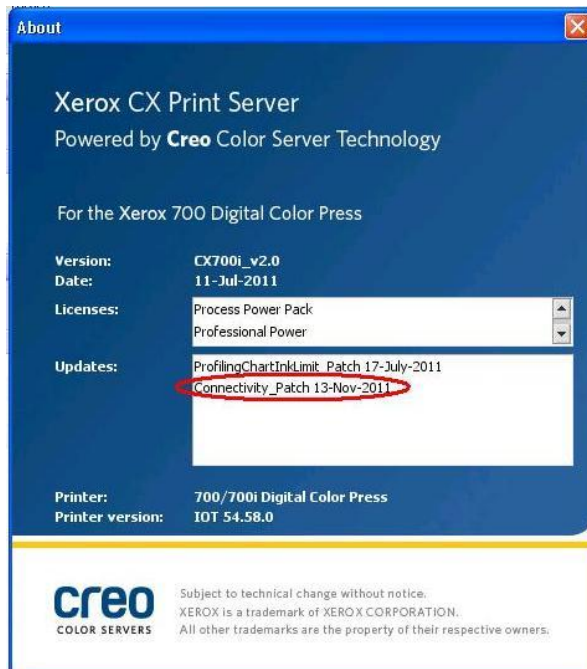 About
Xerox CX Print Server
Powered by Creo Color Server Technology
For the Xerox 700 Digital Color Press
Version: CX700i_v2.0
Date: 11-Jul-2011
Licenses: Process Power Pack
Professional Power
Updates: ProfilingChartInkLimit_Patch 17-July-2011
Connectivity_Patch 13-Nov-2011
Printer: 700/700i Digital Color Press
Printer version: IOT 54.58.0
creo
COLOR SERVERS
Subject to technical change without notice.
XEROX is a trademark of XEROX CORPORATION.
All other trademarks are the property of their respective owners.